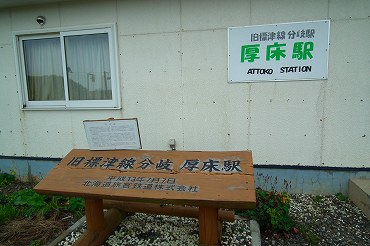 旧標津線分岐駅
厚床駅
ATTOKO STATION
旧標津線分岐 厚床駅
平成13年7月7日
北海道旅客鉄道株式会社